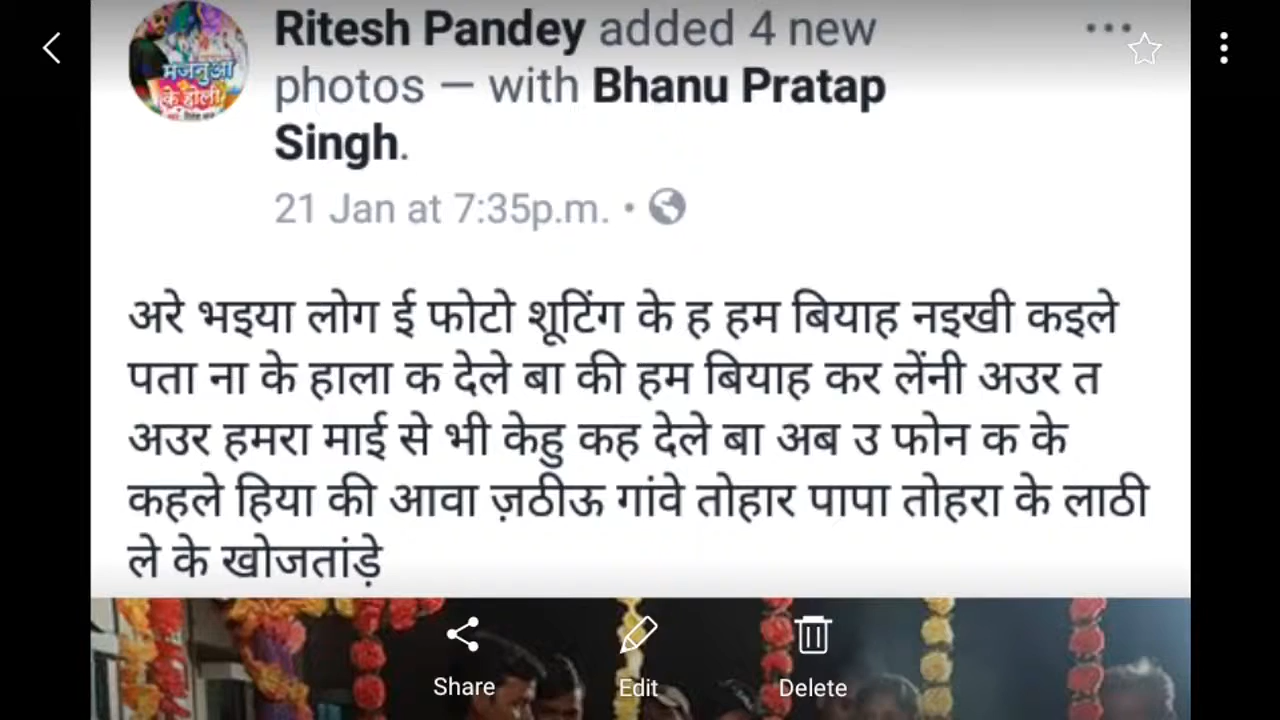 Ritesh Pandey added 4 new
photos — with Bhanu Pratap
Singh.
21 Jan at 7:35p.m. •
मजनुआ
के होली
अरे भइया लोग ई फोटो शूटिंग के ह हम बियाह नइखी कइले
पता ना के हाला क देले बा की हम बियाह कर लेंनी अउर त
अउर हमरा माई से भी केहु कह देले बा अब उ फोन क के
कहले हिया की आवा ज़ठीऊ गांवे तोहार पापा तोहरा के लाठी
ले के खोजतांड़े
Share Edit Delete